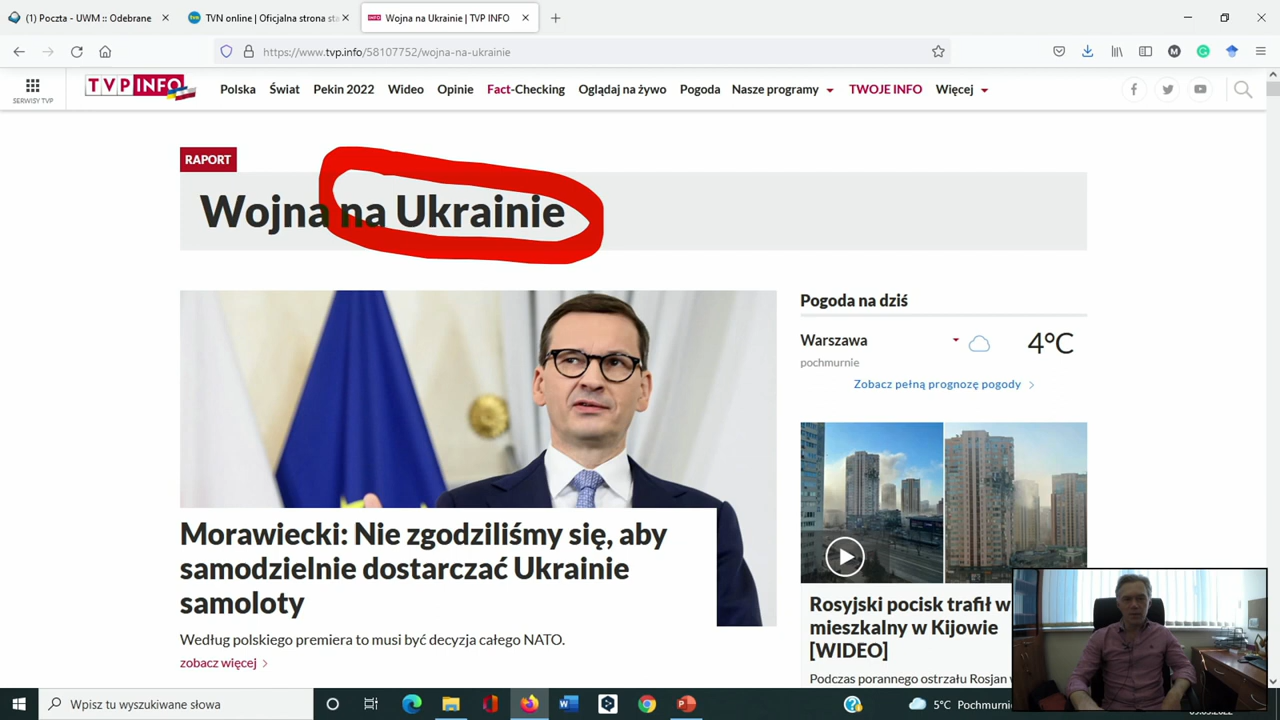 (1) Poczta - UWM :: Odebrane
TVN online | Oficjalna strona sta
Wojna na Ukrainie | TVP INFO
https://www.tvp.info/58107752/wojna-na-ukrainie
SERWISY TVP
TVP INFO
Polska
Świat
Pekin 2022
Wideo
Opinie
Fact-Checking
Oglądaj na żywo
Pogoda
Nasze programy
TWOJE INFO
Więcej
RAPORT
Wojna na Ukrainie
Morawiecki: Nie zgodziliśmy się, aby
samodzielnie dostarczać Ukrainie
samoloty
Według polskiego premiera to musi być decyzja całego NATO.
zobacz więcej
Pogoda na dziś
Warszawa
4°C
pochmurnie
Zobacz pełną prognozę pogody
Rosyjski pocisk trafił w
mieszkalny w Kijowie
[WIDEO]
Podczas porannego ostrzału Rosjan
Wpisz tu wyszukiwane słowa
5°C Pochmurni